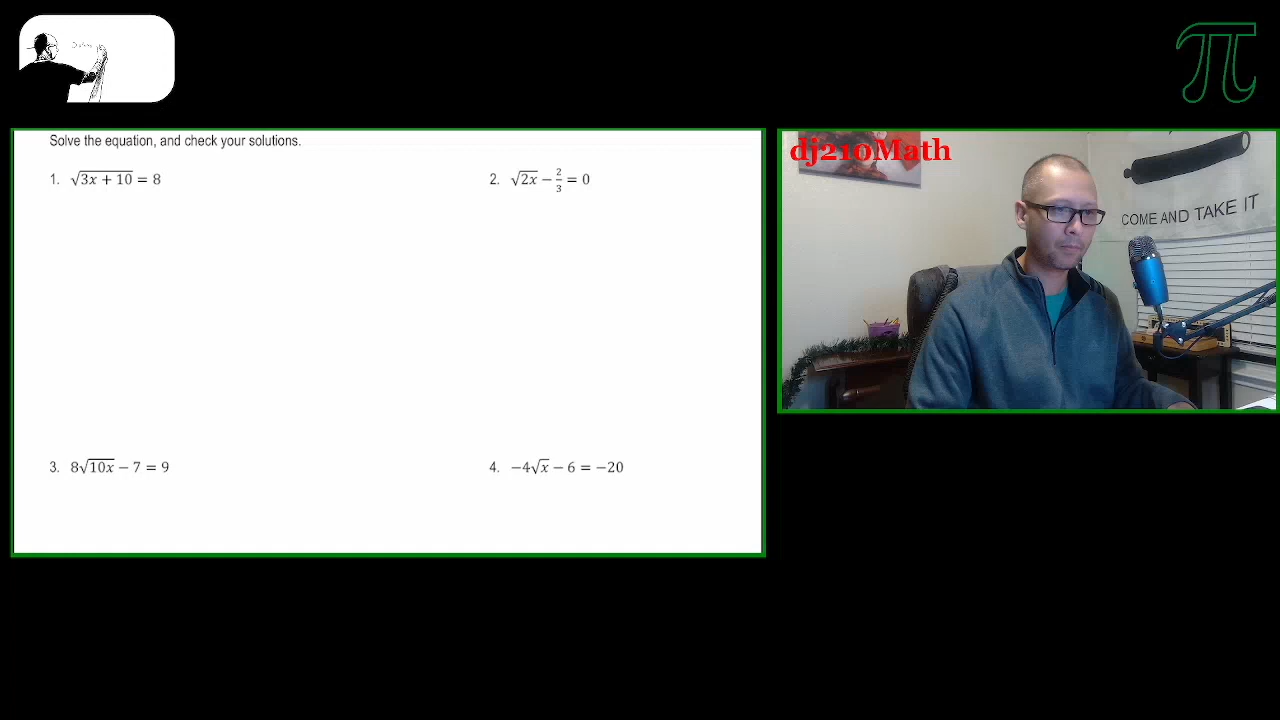 Solve the equation, and check your solutions.
1. √(3x + 10) = 8
2. √(2x) − 2/3 = 0
3. 8√(10x) − 7 = 9
4. −4√x − 6 = −20
dj210Math
COME AND TAKE IT
π